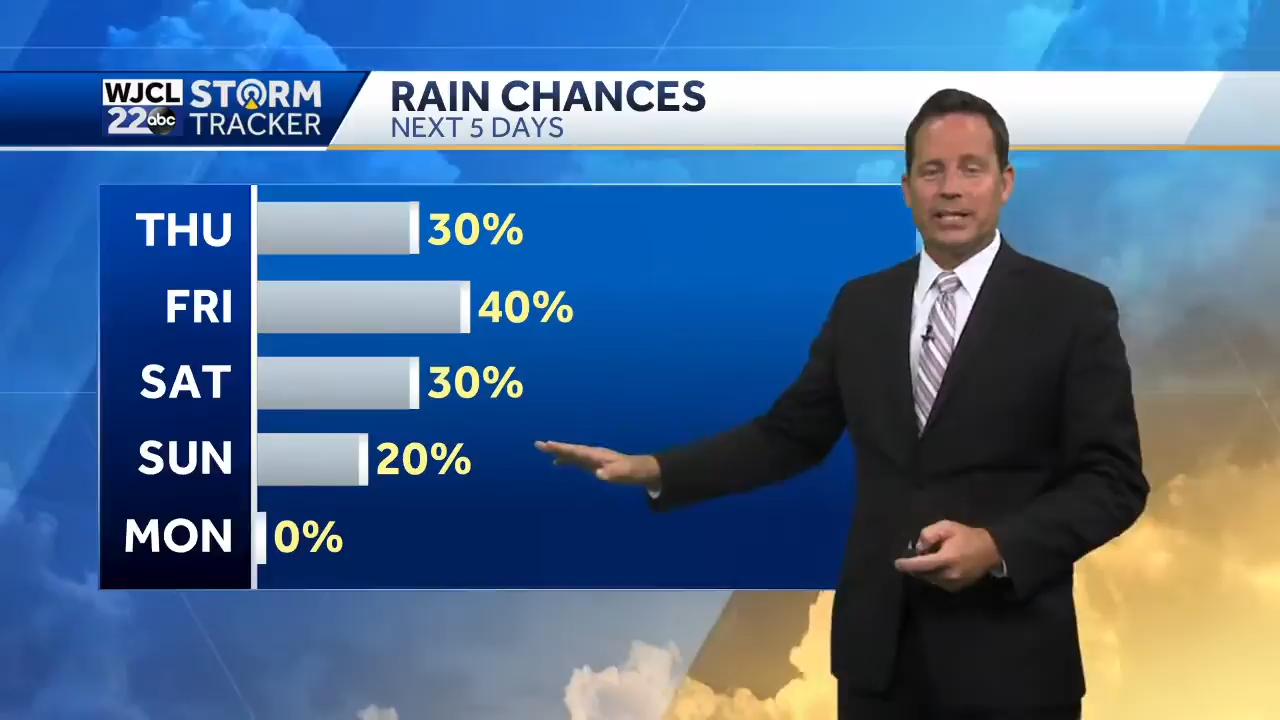 WJCL
22 abc
STORM
TRACKER
RAIN CHANCES
NEXT 5 DAYS
THU 30%
FRI 40%
SAT 30%
SUN 20%
MON 0%